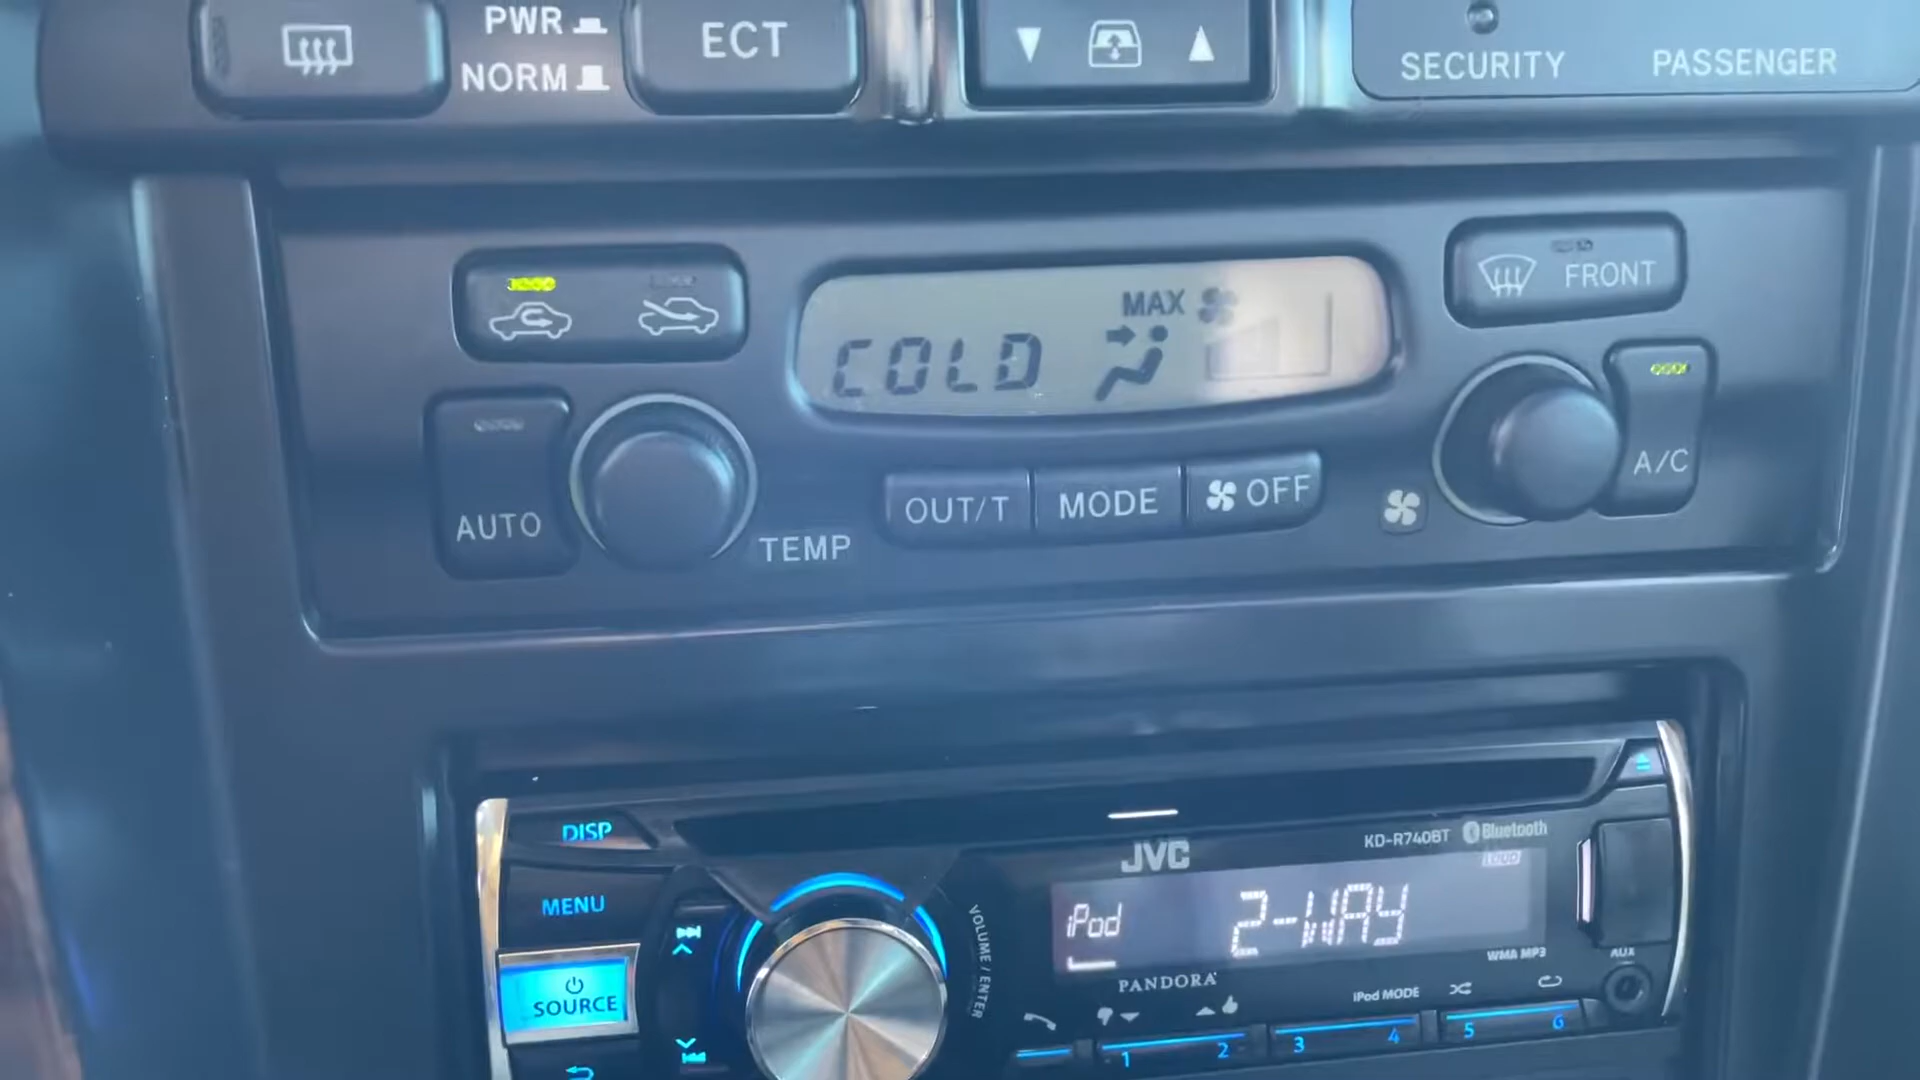 PWR
NORM
ECT
SECURITY
PASSENGER
FRONT
MAX
COLD
AUTO
TEMP
OUT/T
MODE
OFF
A/C
DISP
MENU
SOURCE
VOLUME / ENTER
JVC
KD-R740BT
Bluetooth
LOUD
iPod
2-WAY
WMA MP3
AUX
PANDORA
iPod MODE
1
2
3
4
5
6